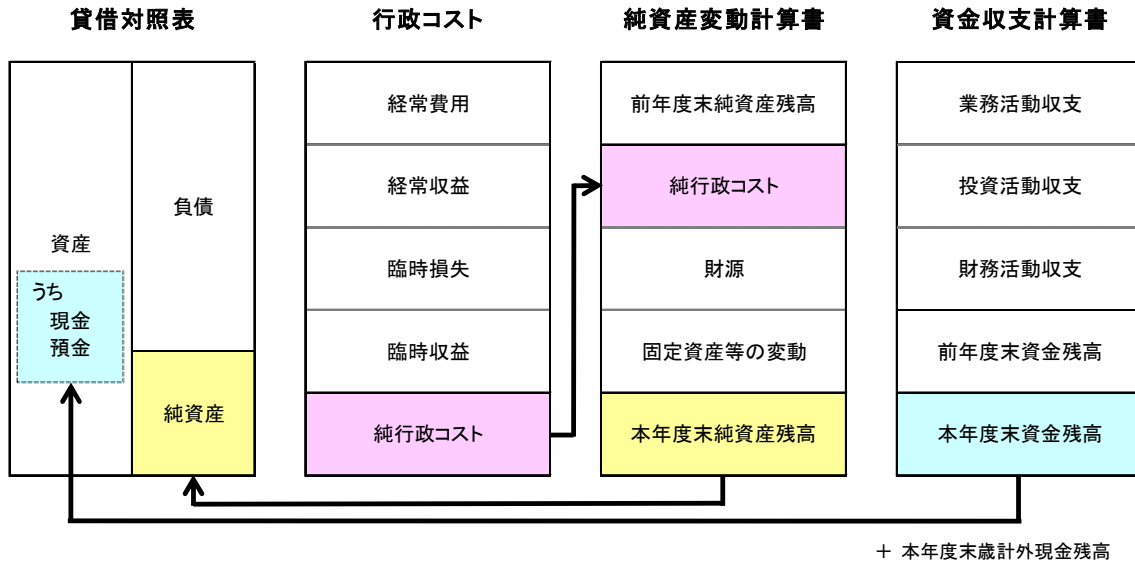 貸借対照表
行政コスト
純資産変動計算書
資金収支計算書
資産
うち
現金
預金
負債
純資産
経常費用
経常収益
臨時損失
臨時収益
純行政コスト
前年度末純資産残高
純行政コスト
財源
固定資産等の変動
本年度末純資産残高
業務活動収支
投資活動収支
財務活動収支
前年度末資金残高
本年度末資金残高
＋ 本年度末歳計外現金残高